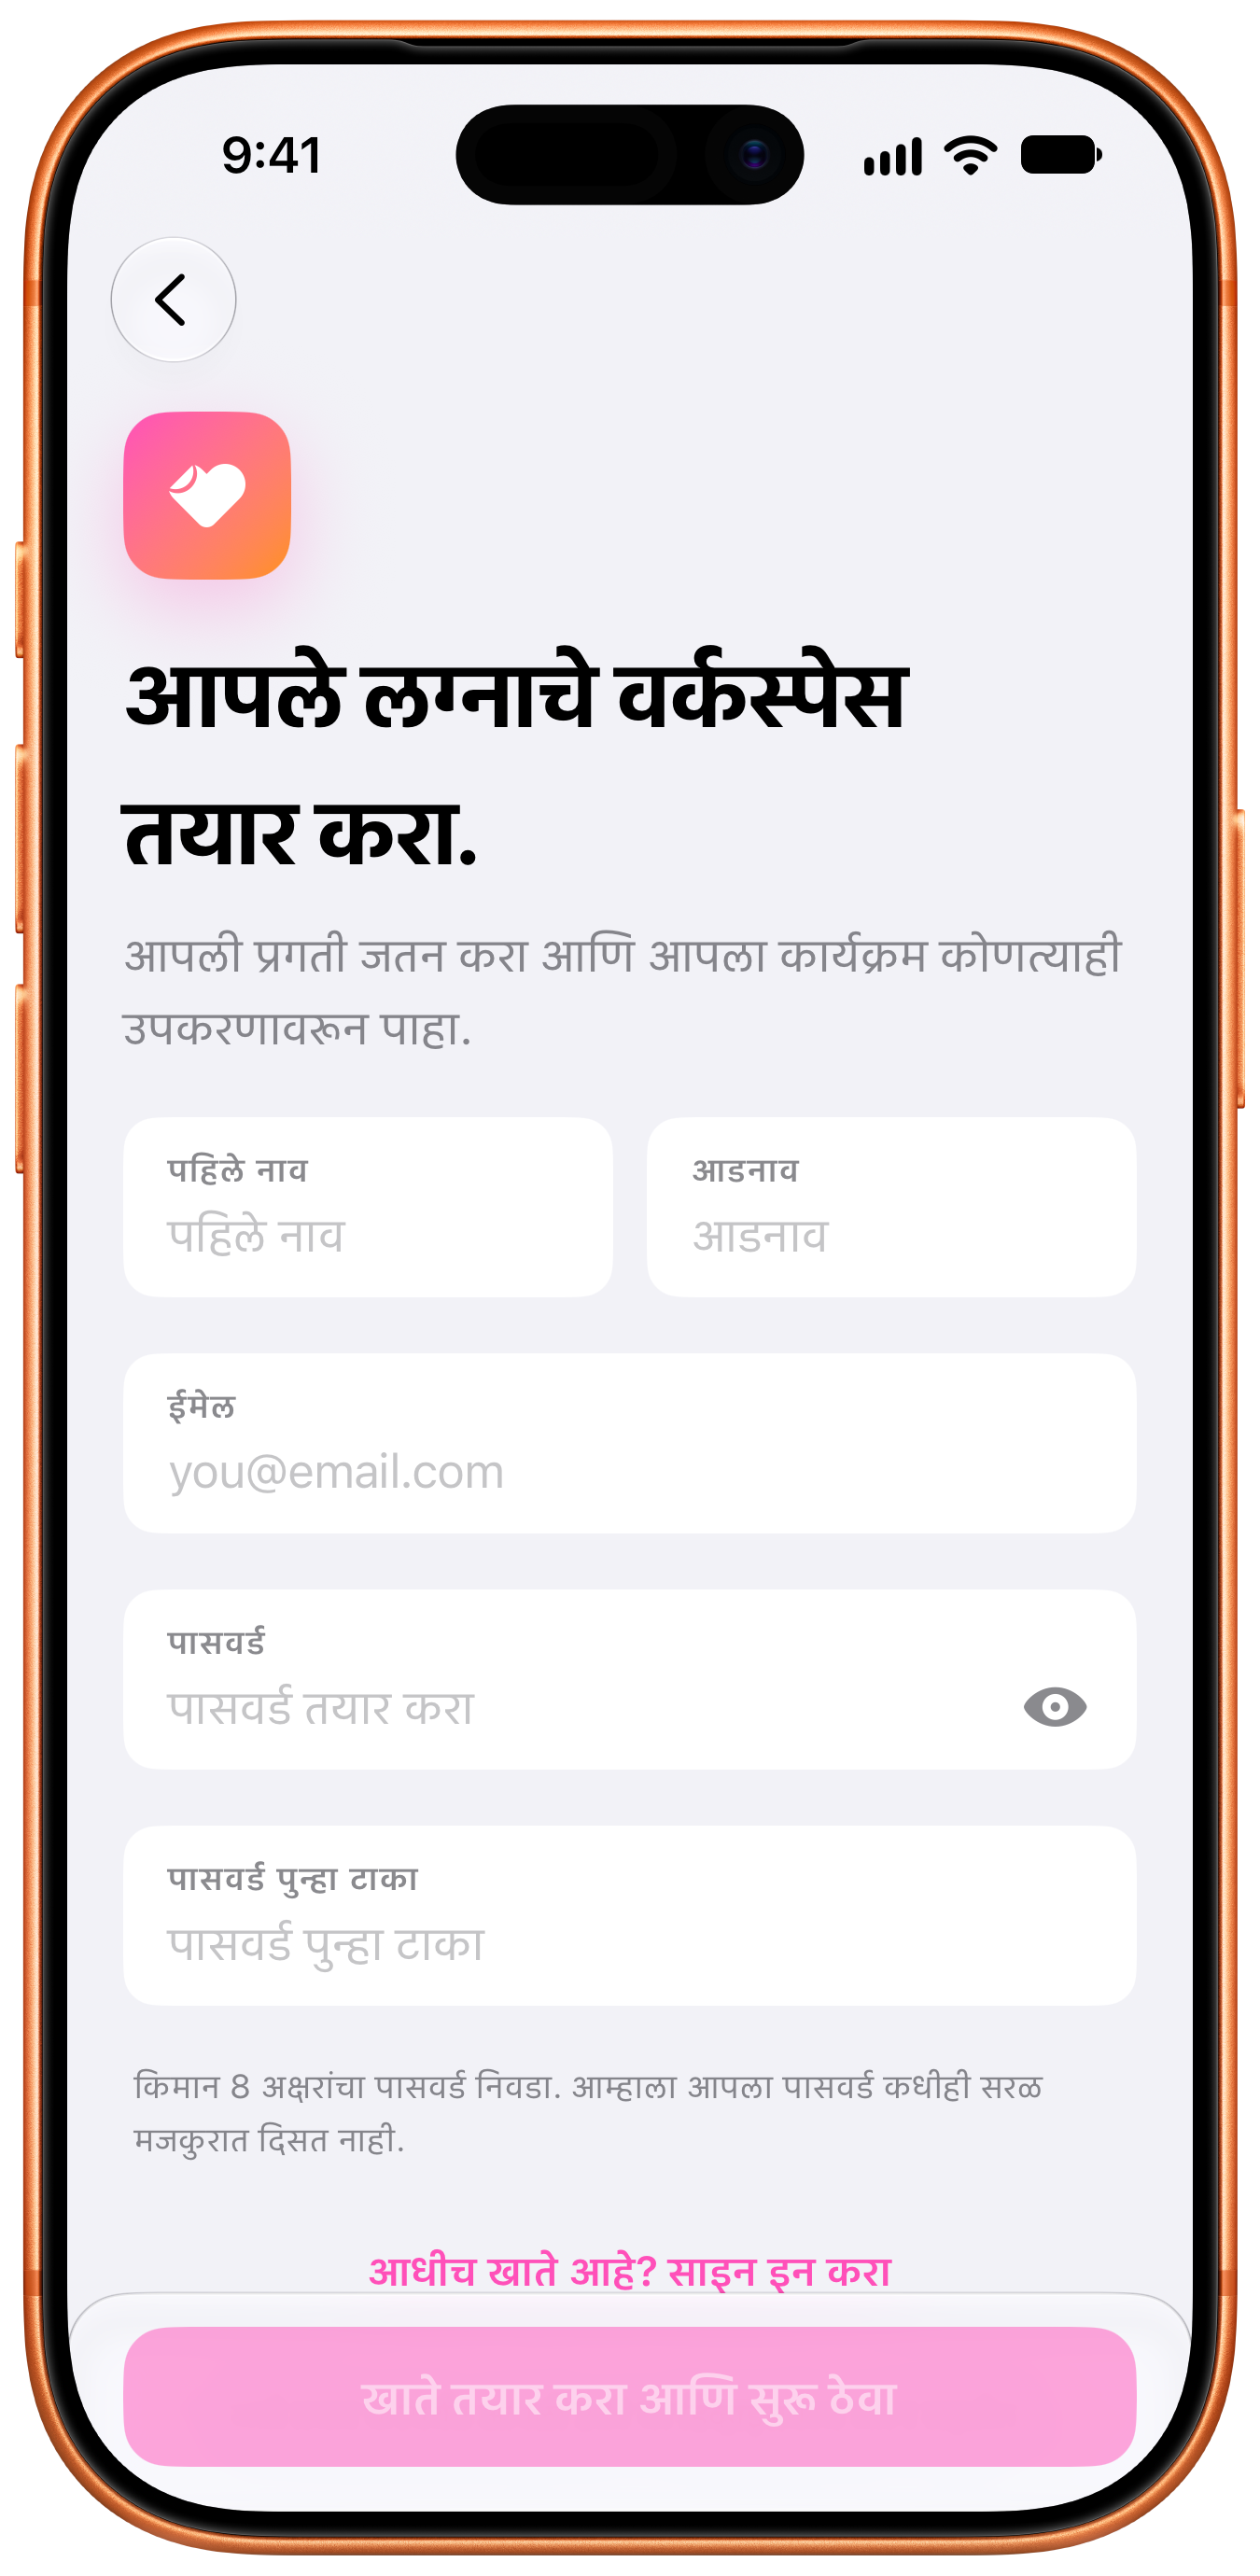 9:41
आपले लग्नाचे वर्कस्पेस
तयार करा.
आपली प्रगती जतन करा आणि आपला कार्यक्रम कोणत्याही
उपकरणावरून पाहा.
पहिले नाव
पहिले नाव
आडनाव
आडनाव
ईमेल
you@email.com
पासवर्ड
पासवर्ड तयार करा
पासवर्ड पुन्हा टाका
पासवर्ड पुन्हा टाका
किमान 8 अक्षरांचा पासवर्ड निवडा. आम्हाला आपला पासवर्ड कधीही सरळ
मजकुरात दिसत नाही.
आधीच खाते आहे? साइन इन करा
खाते तयार करा आणि सुरू ठेवा